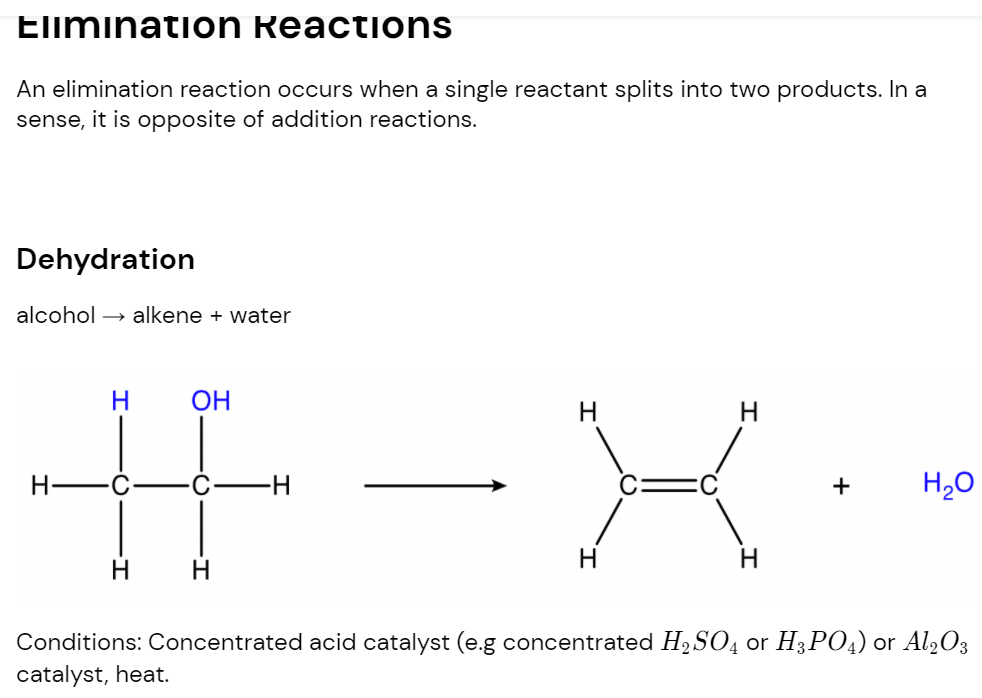 Elimination Reactions
An elimination reaction occurs when a single reactant splits into two products. In a
sense, it is opposite of addition reactions.
Dehydration
alcohol → alkene + water
H OH H H
H C C H C C + H₂O
H H H H
Conditions: Concentrated acid catalyst (e.g concentrated H₂SO₄ or H₃PO₄) or Al₂O₃
catalyst, heat.